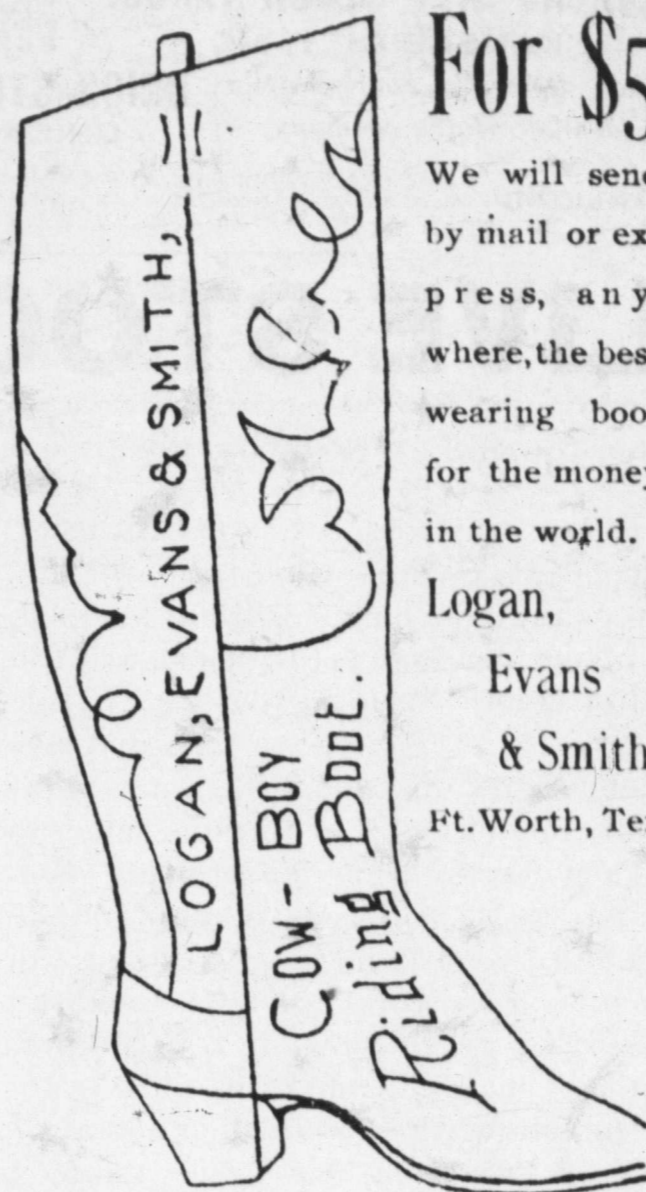 For $5
We will send
by mail or ex
press, any
where, the bes
wearing boo
for the money
in the world.
Logan,
Evans
& Smith
Ft. Worth, Te
LOGAN, EVANS & SMITH,
COW-BOY
Riding Boot.